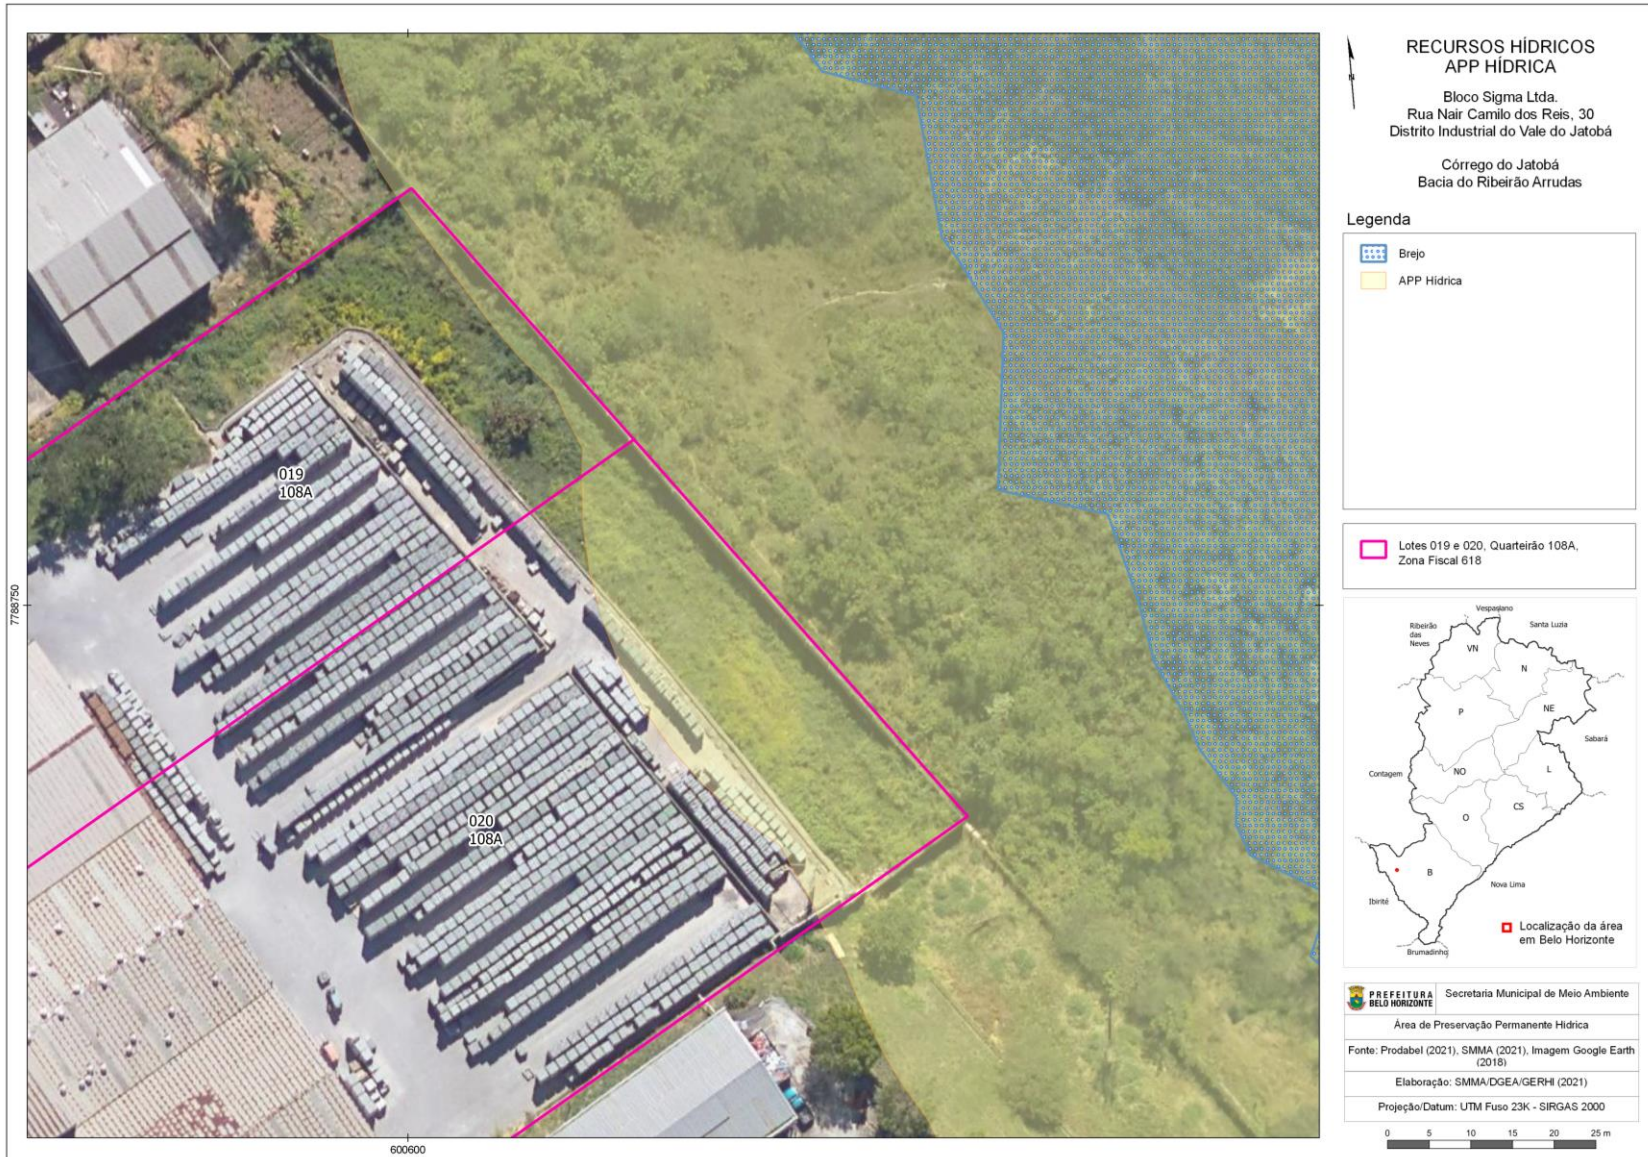 RECURSOS HÍDRICOS
APP HÍDRICA
Bloco Sigma Ltda.
Rua Nair Camilo dos Reis, 30
Distrito Industrial do Vale do Jatobá
Córrego do Jatobá
Bacia do Ribeirão Arrudas
N
Legenda
Brejo
APP Hídrica
Lotes 019 e 020, Quarteirão 108A,
Zona Fiscal 618
019
108A
020
108A
7788750
600600
Vespasiano
Ribeirão
das
Neves
Santa Luzia
VN
N
P
NE
Sabará
Contagem
NO
L
CS
O
B
Nova Lima
Ibirité
Brumadinho
Localização da área
em Belo Horizonte
PREFEITURA
BELO HORIZONTE
Secretaria Municipal de Meio Ambiente
Área de Preservação Permanente Hídrica
Fonte: Prodabel (2021), SMMA (2021), Imagem Google Earth
(2018)
Elaboração: SMMA/DGEA/GERHI (2021)
Projeção/Datum: UTM Fuso 23K - SIRGAS 2000
0 5 10 15 20 25 m